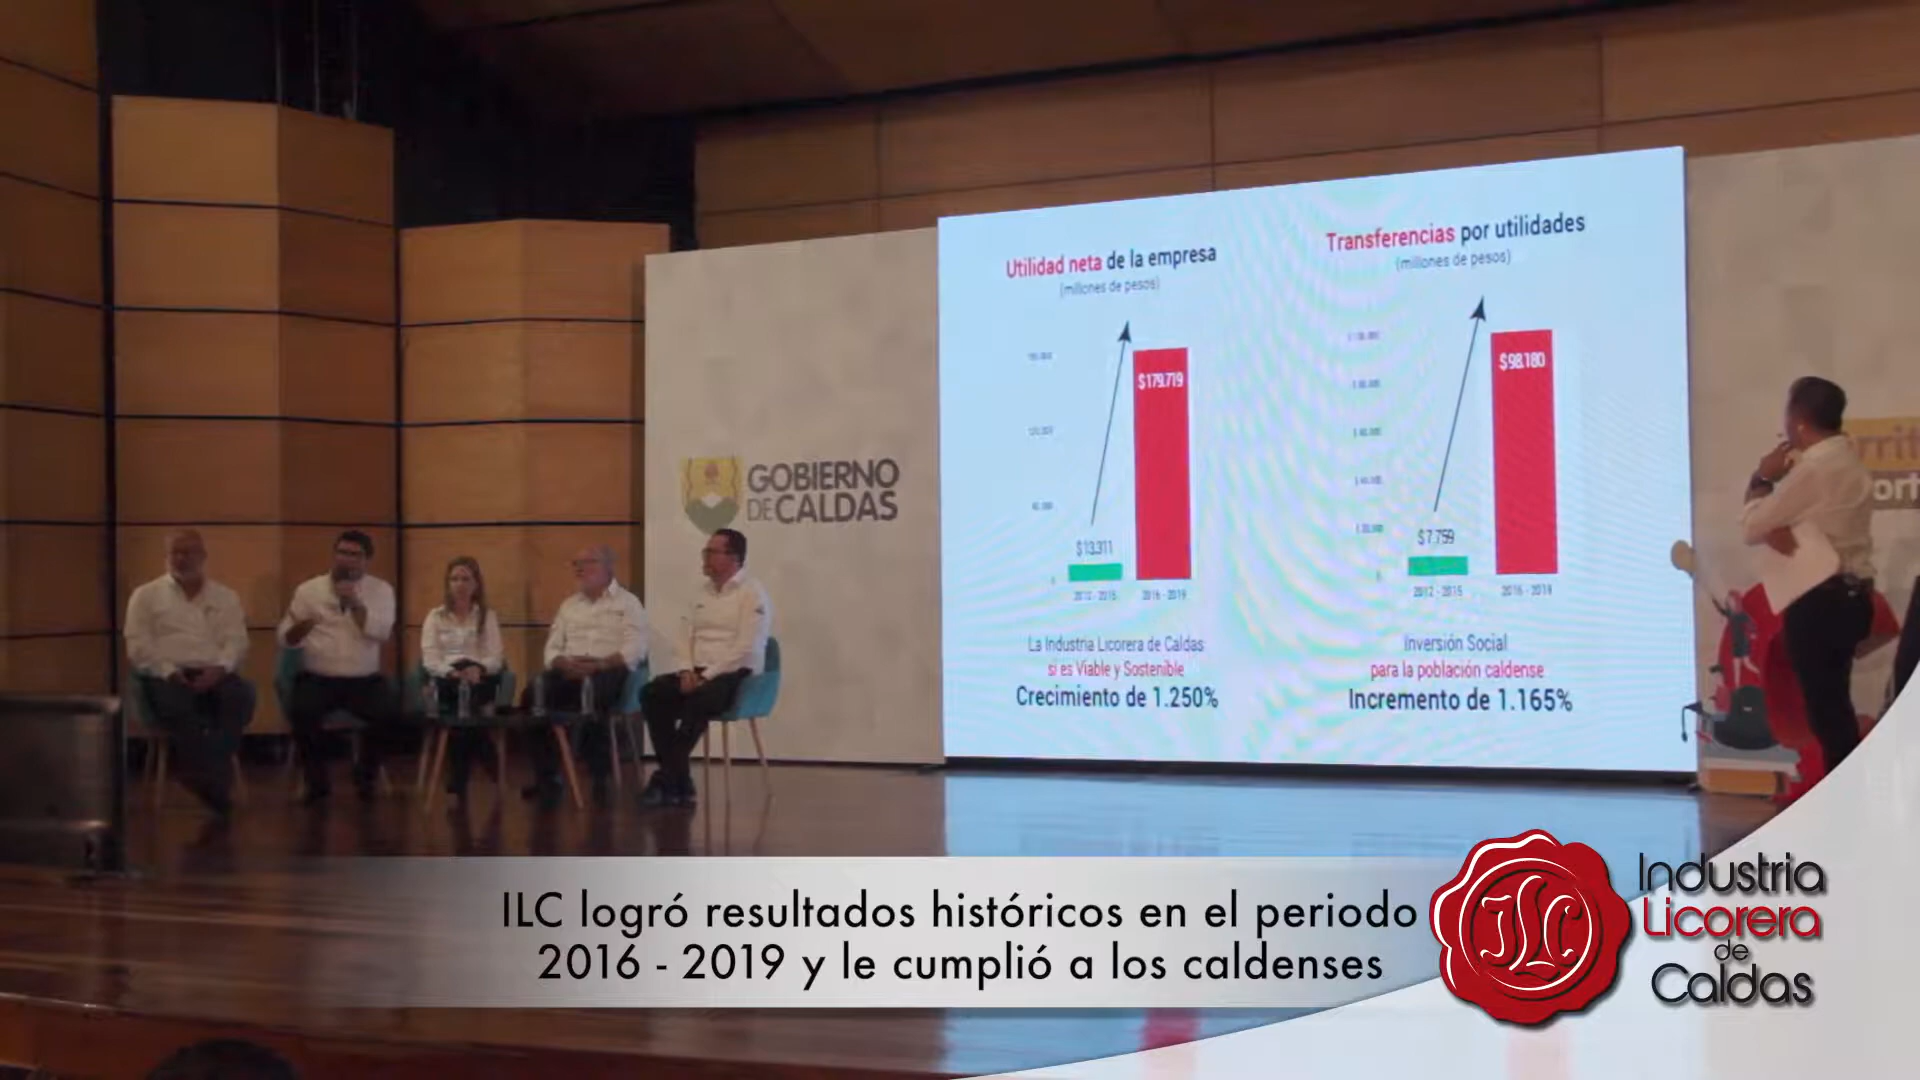 GOBIERNO
DE CALDAS
Utilidad neta de la empresa
(millones de pesos)
$13.311
$179.719
2012 - 2015
2016 - 2019
La Industria Licorera de Caldas
si es Viable y Sostenible
Crecimiento de 1.250%
Transferencias por utilidades
(millones de pesos)
$7.759
$98.180
2012 - 2015
2016 - 2019
Inversión Social
para la población caldense
Incremento de 1.165%
ILC logró resultados históricos en el periodo
2016 - 2019 y le cumplió a los caldenses
ILC
Industria
Licorera
de
Caldas